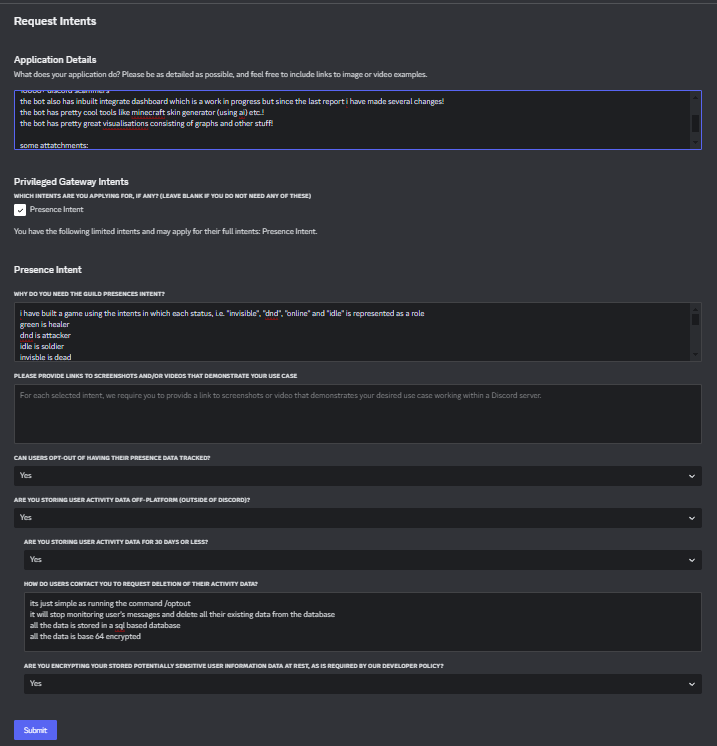 Request Intents
Application Details
What does your application do? Please be as detailed as possible, and feel free to include links to image or video examples.
10000+ discord scammers
the bot also has inbuilt integrate dashboard which is a work in progress but since the last report i have made several changes!
the bot has pretty cool tools like minecraft skin generator (using ai) etc.!
the bot has pretty great visualisations consisting of graphs and other stuff!
some attatchments:
Privileged Gateway Intents
WHICH INTENTS ARE YOU APPLYING FOR, IF ANY? (LEAVE BLANK IF YOU DO NOT NEED ANY OF THESE)
Presence Intent
You have the following limited intents and may apply for their full intents: Presence Intent.
Presence Intent
WHY DO YOU NEED THE GUILD PRESENCES INTENT?
i have built a game using the intents in which each status, i.e. "invisible", "dnd", "online" and "idle" is represented as a role
green is healer
dnd is attacker
idle is soldier
invisble is dead
PLEASE PROVIDE LINKS TO SCREENSHOTS AND/OR VIDEOS THAT DEMONSTRATE YOUR USE CASE
For each selected intent, we require you to provide a link to screenshots or video that demonstrates your desired use case working within a Discord server.
CAN USERS OPT-OUT OF HAVING THEIR PRESENCE DATA TRACKED?
Yes
ARE YOU STORING USER ACTIVITY DATA OFF-PLATFORM (OUTSIDE OF DISCORD)?
Yes
ARE YOU STORING USER ACTIVITY DATA FOR 30 DAYS OR LESS?
Yes
HOW DO USERS CONTACT YOU TO REQUEST DELETION OF THEIR ACTIVITY DATA?
its just simple as running the command /optout
it will stop monitoring user's messages and delete all their existing data from the database
all the data is stored in a sql based database
all the data is base 64 encrypted
ARE YOU ENCRYPTING YOUR STORED POTENTIALLY SENSITIVE USER INFORMATION DATA AT REST, AS IS REQUIRED BY OUR DEVELOPER POLICY?
Yes
Submit